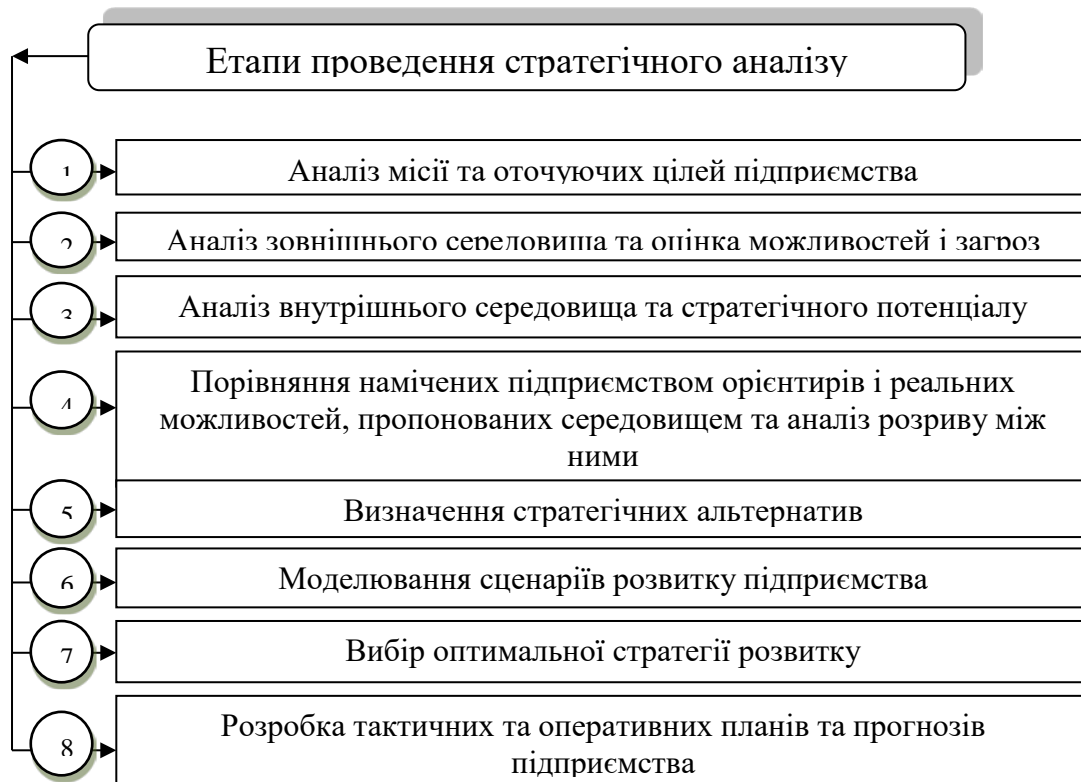 Етапи проведення стратегічного аналізу
1 Аналіз місії та оточуючих цілей підприємства
2 Аналіз зовнішнього середовища та оцінка можливостей і загроз
3 Аналіз внутрішнього середовища та стратегічного потенціалу
4 Порівняння намічених підприємством орієнтирів і реальних
можливостей, пропонованих середовищем та аналіз розриву між
ними
5 Визначення стратегічних альтернатив
6 Моделювання сценаріїв розвитку підприємства
7 Вибір оптимальної стратегії розвитку
8 Розробка тактичних та оперативних планів та прогнозів
підприємства